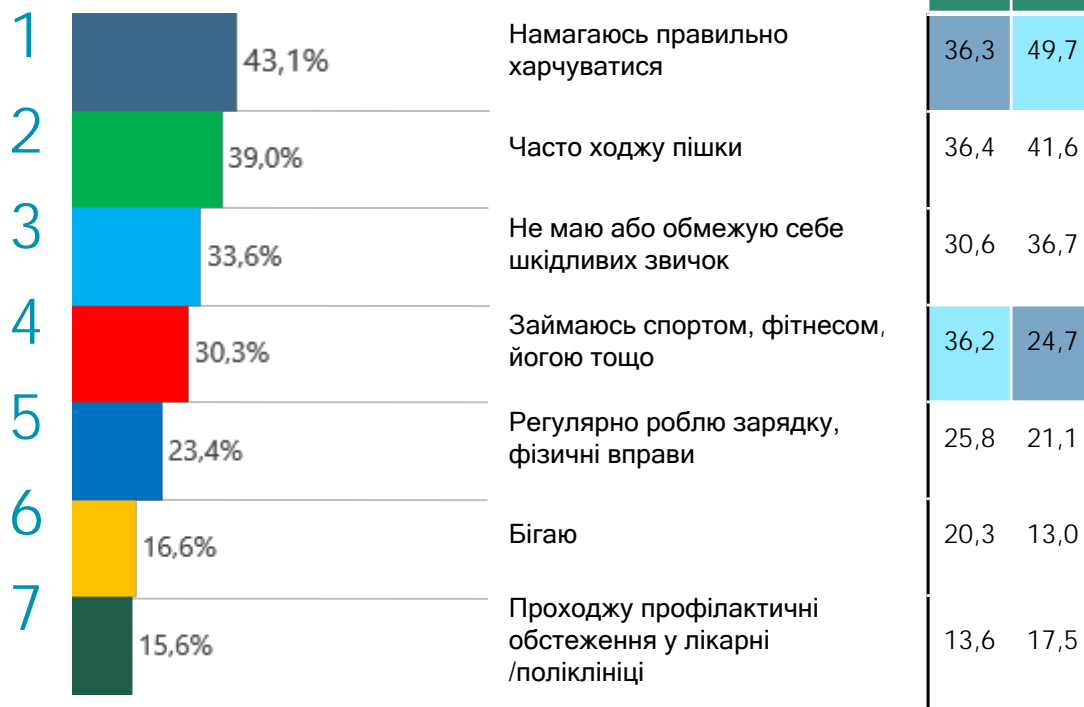 1
43,1%
Намагаюсь правильно
харчуватися
36,3 49,7
2
39,0%
Часто ходжу пішки
36,4 41,6
3
33,6%
Не маю або обмежую себе
шкідливих звичок
30,6 36,7
4
30,3%
Займаюсь спортом, фітнесом,
йогою тощо
36,2 24,7
5
23,4%
Регулярно роблю зарядку,
фізичні вправи
25,8 21,1
6
16,6%
Бігаю
20,3 13,0
7
15,6%
Проходжу профілактичні
обстеження у лікарні
/поліклініці
13,6 17,5